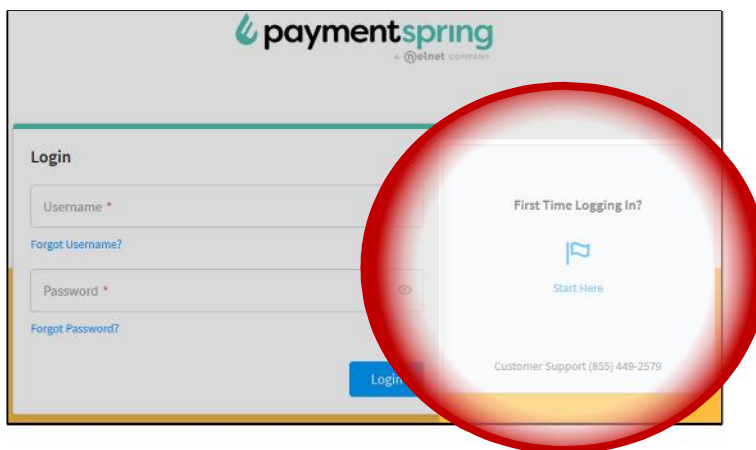 paymentspring
A nelnet COMPANY
Login
Username *
Forgot Username?
Password *
Forgot Password?
Login
First Time Logging In?
Start Here
Customer Support (855) 449-2579